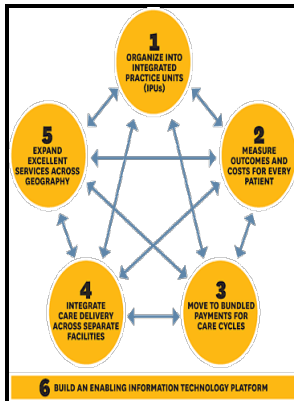 1
ORGANIZE INTO
INTEGRATED
PRACTICE UNITS
(IPUs)
2
MEASURE
OUTCOMES AND
COSTS FOR EVERY
PATIENT
3
MOVE TO BUNDLED
PAYMENTS FOR
CARE CYCLES
4
INTEGRATE
CARE DELIVERY
ACROSS SEPARATE
FACILITIES
5
EXPAND
EXCELLENT
SERVICES ACROSS
GEOGRAPHY
6 BUILD AN ENABLING INFORMATION TECHNOLOGY PLATFORM